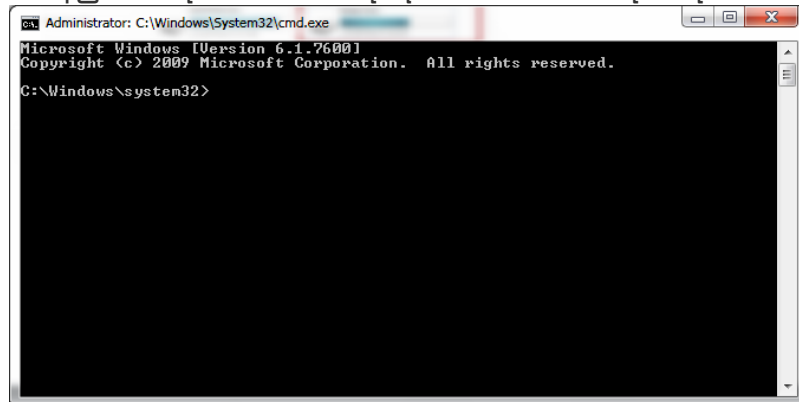 Administrator: C:\Windows\System32\cmd.exe
Microsoft Windows [Version 6.1.7600]
Copyright (c) 2009 Microsoft Corporation.  All rights reserved.
C:\Windows\system32>